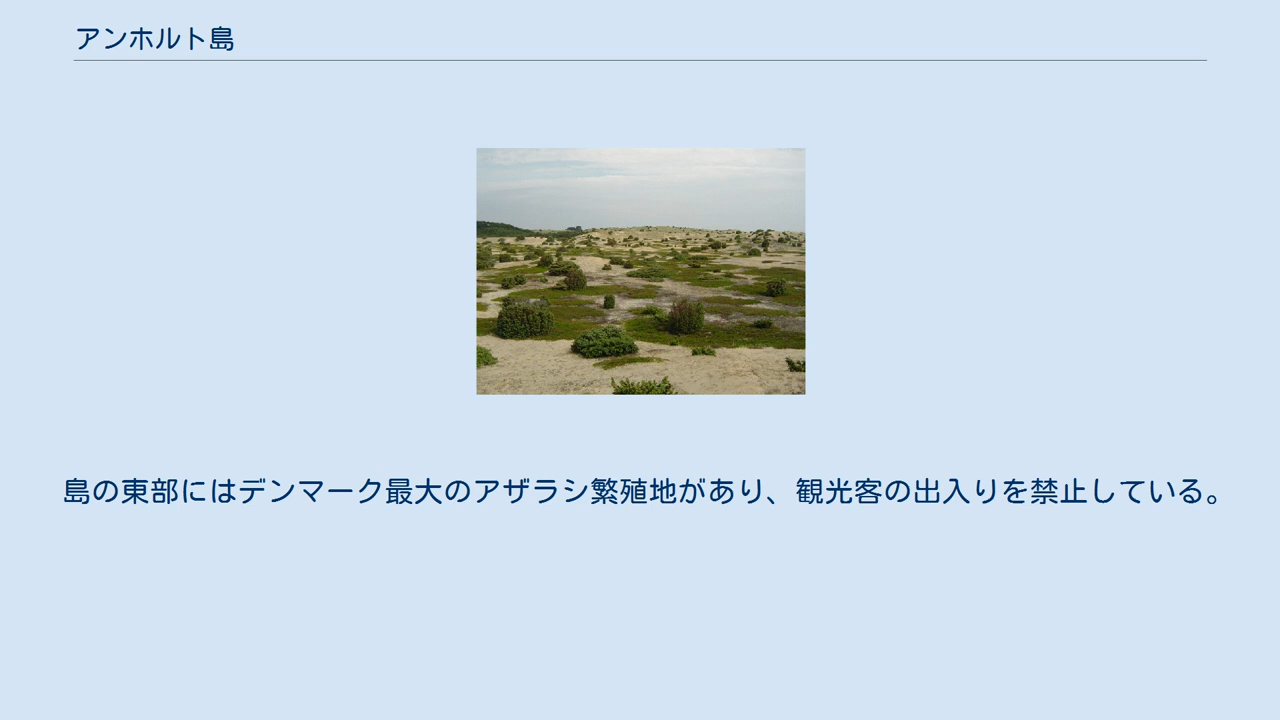 アンホルト島
島の東部にはデンマーク最大のアザラシ繁殖地があり、観光客の出入りを禁止している。